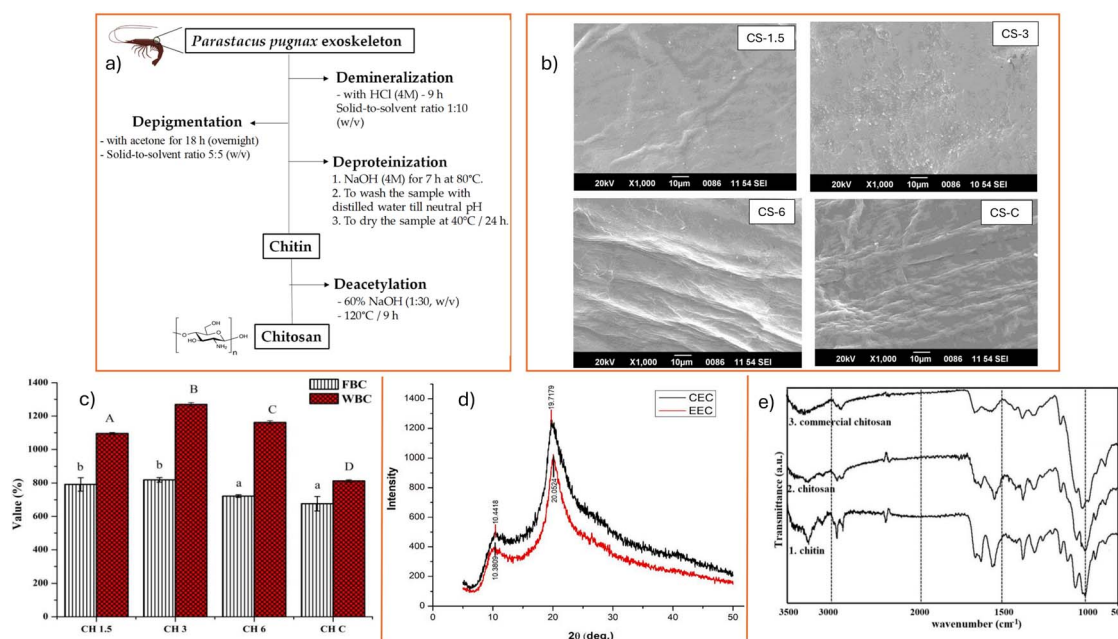 a)
Parastacus pugnax exoskeleton
Demineralization
- with HCl (4M) - 9 h
Solid-to-solvent ratio 1:10
(w/v)
Depigmentation
- with acetone for 18 h (overnight)
- Solid-to-solvent ratio 5:5 (w/v)
Deproteinization
1. NaOH (4M) for 7 h at 80°C.
2. To wash the sample with
distilled water till neutral pH
3. To dry the sample at 40°C / 24 h.
Chitin
Deacetylation
- 60% NaOH (1:30, w/v)
- 120°C / 9 h
Chitosan
OH
O
HO
NH2
OH
n
b)
CS-1.5
20kV X1,000 10µm 0086 11 54 SEI
CS-3
20kV X1,000 10µm 0086 10 54 SEI
CS-6
20kV X1,000 10µm 0086 11 54 SEI
CS-C
20kV X1,000 10µm 0086 11 54 SEI
c)
FBC
WBC
Value (%)
1400
1200
1000
800
600
400
200
0
b
A
b
B
a
C
a
D
CH 1.5
CH 3
CH 6
CH C
d)
CEC
EEC
Intensity
1400
1200
1000
800
600
400
200
0
19.7179
20.0524
10.4418
10.3809
0
10
20
30
40
50
2θ (deg.)
e)
3. commercial chitosan
2. chitosan
1. chitin
Transmittance (a.u.)
3500
3000
2000
1500
1000
wavenumber (cm-1)